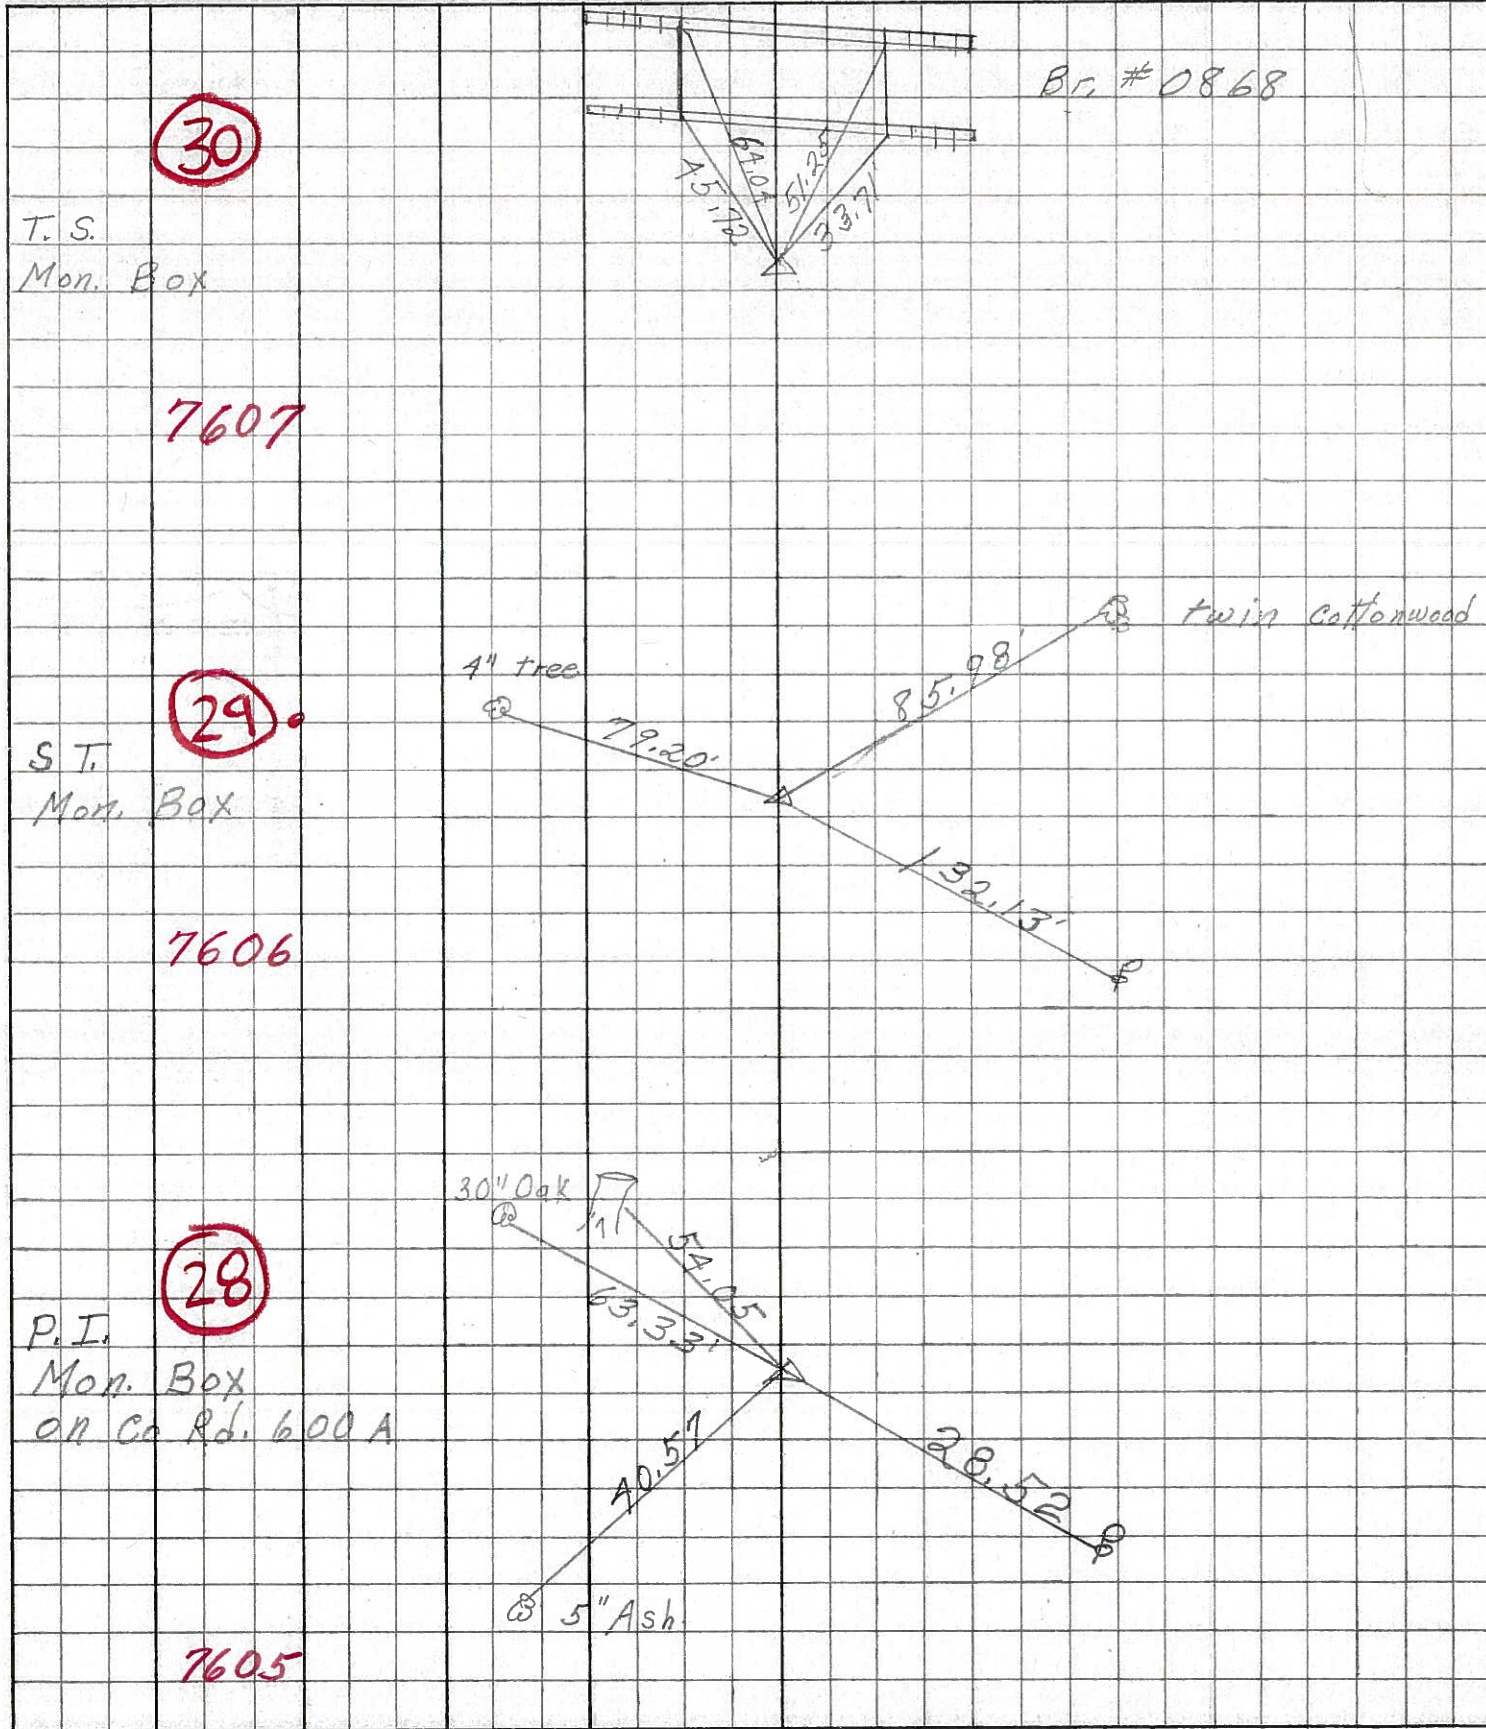 Br. # 0868
30
45.72
64.04
51.25
33.71'
T. S.
Mon. Box
7607
twin cottonwood
85.98'
4" tree
79.20'
29.
S T.
Mon. Box
132.13'
7606
30" Oak
54.05
63.33'
28
P. I.
Mon. Box
on Co Rd. 600 A
40.57
28.52
5" Ash
7605